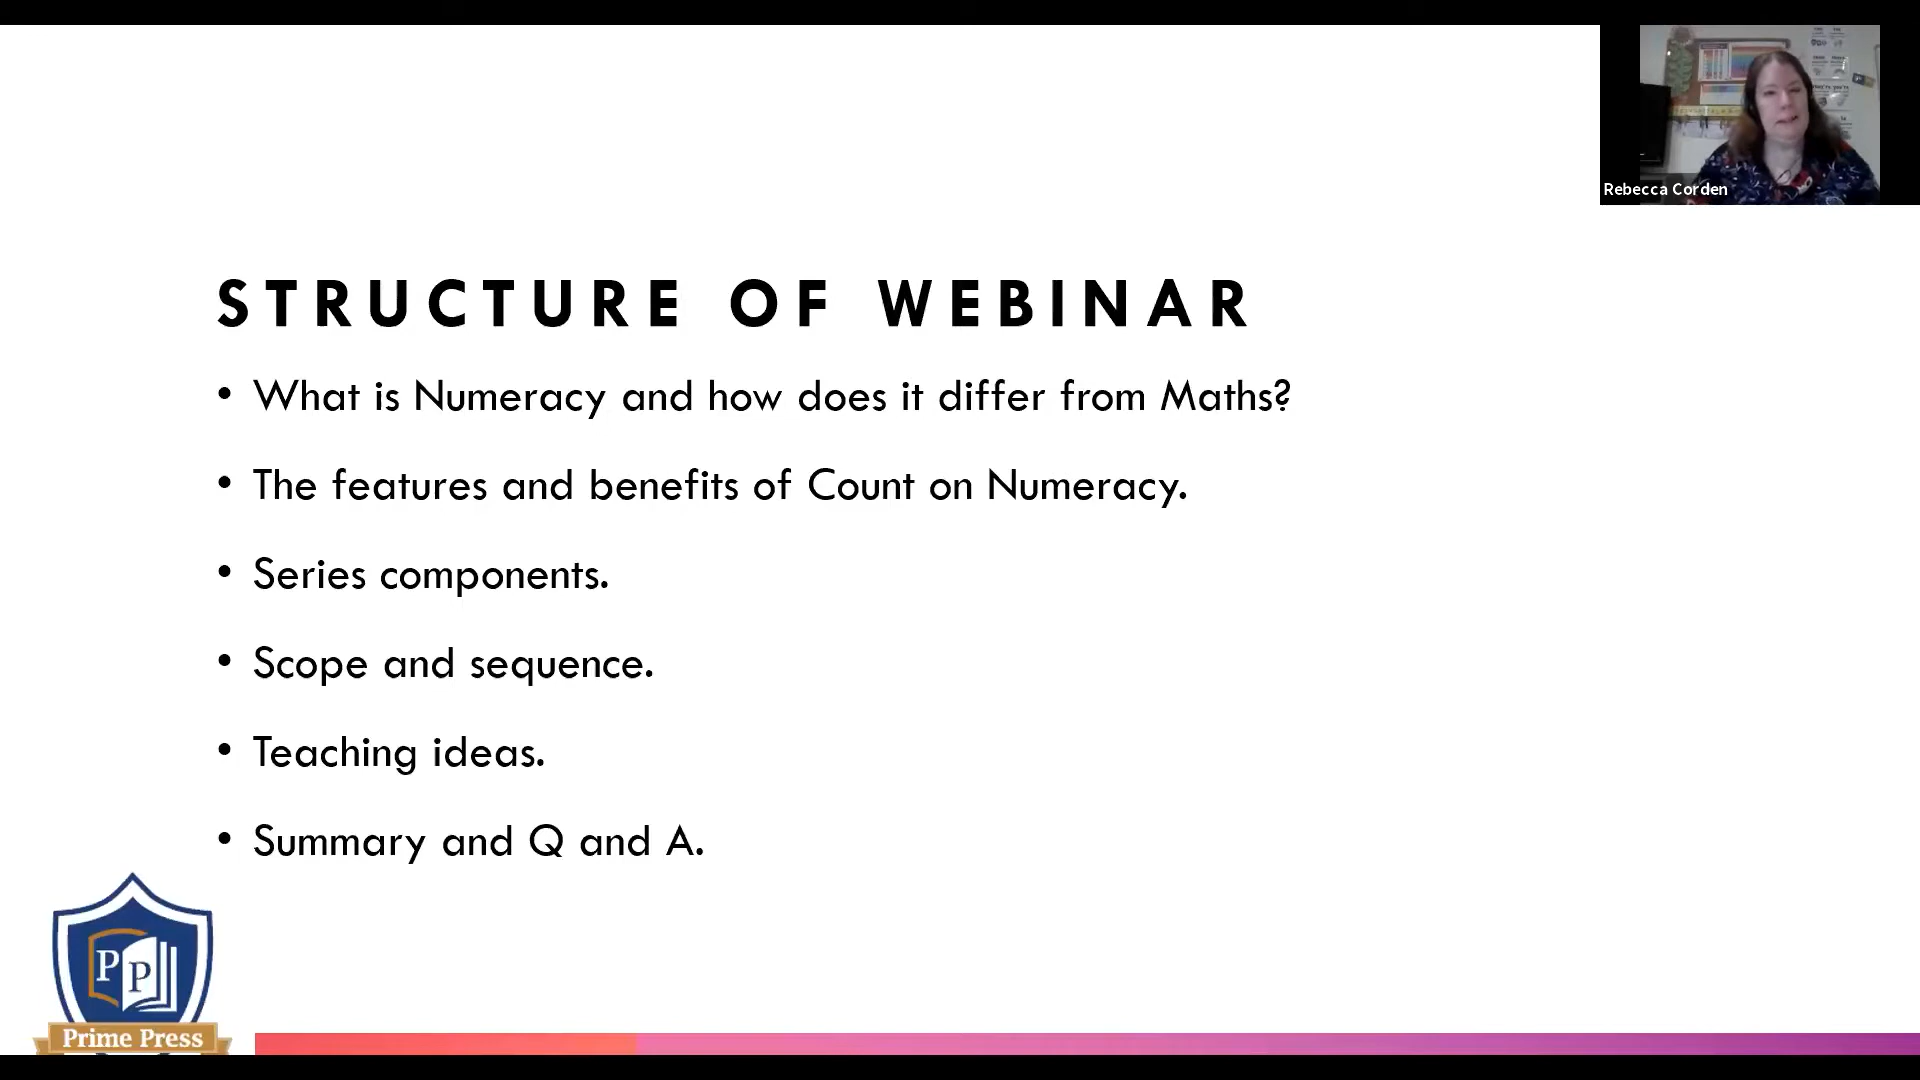 Rebecca Corden
STRUCTURE OF WEBINAR
• What is Numeracy and how does it differ from Maths?
• The features and benefits of Count on Numeracy.
• Series components.
• Scope and sequence.
• Teaching ideas.
• Summary and Q and A.
P P
Prime Press